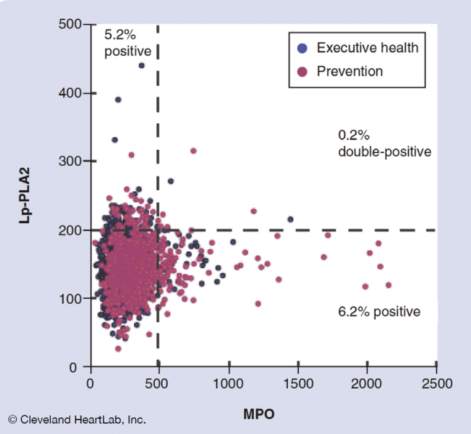 500
5.2%
positive
Executive health
Prevention
400
0.2%
double-positive
300
Lp-PLA2
200
100
6.2% positive
0
0
500
1000
1500
2000
2500
MPO
© Cleveland HeartLab, Inc.